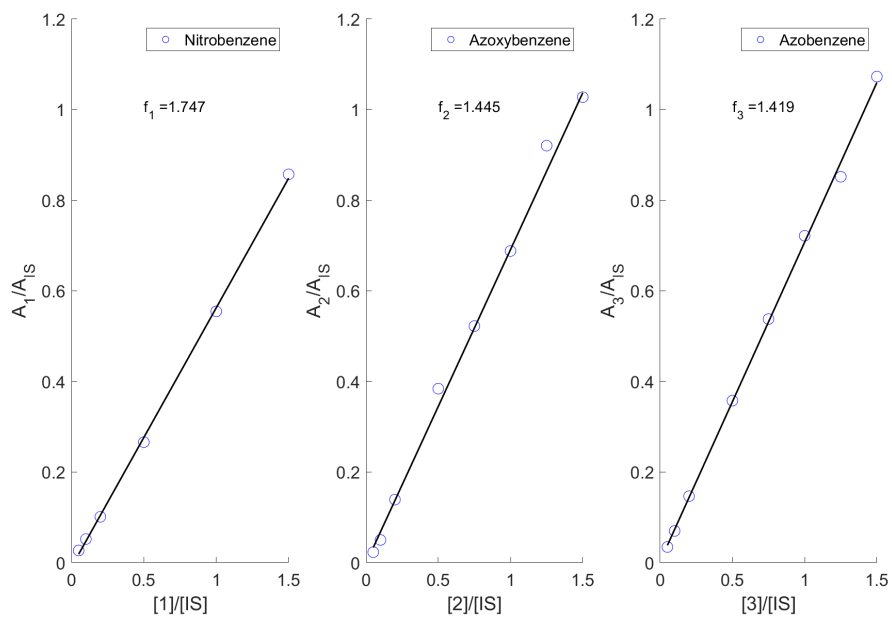 Nitrobenzene
f1 =1.747
A1/AIS
1.2
1
0.8
0.6
0.4
0.2
0
0
0.5
1
1.5
[1]/[IS]
Azoxybenzene
f2 =1.445
A2/AIS
1.2
1
0.8
0.6
0.4
0.2
0
0
0.5
1
1.5
[2]/[IS]
Azobenzene
f3 =1.419
A3/AIS
1.2
1
0.8
0.6
0.4
0.2
0
0
0.5
1
1.5
[3]/[IS]